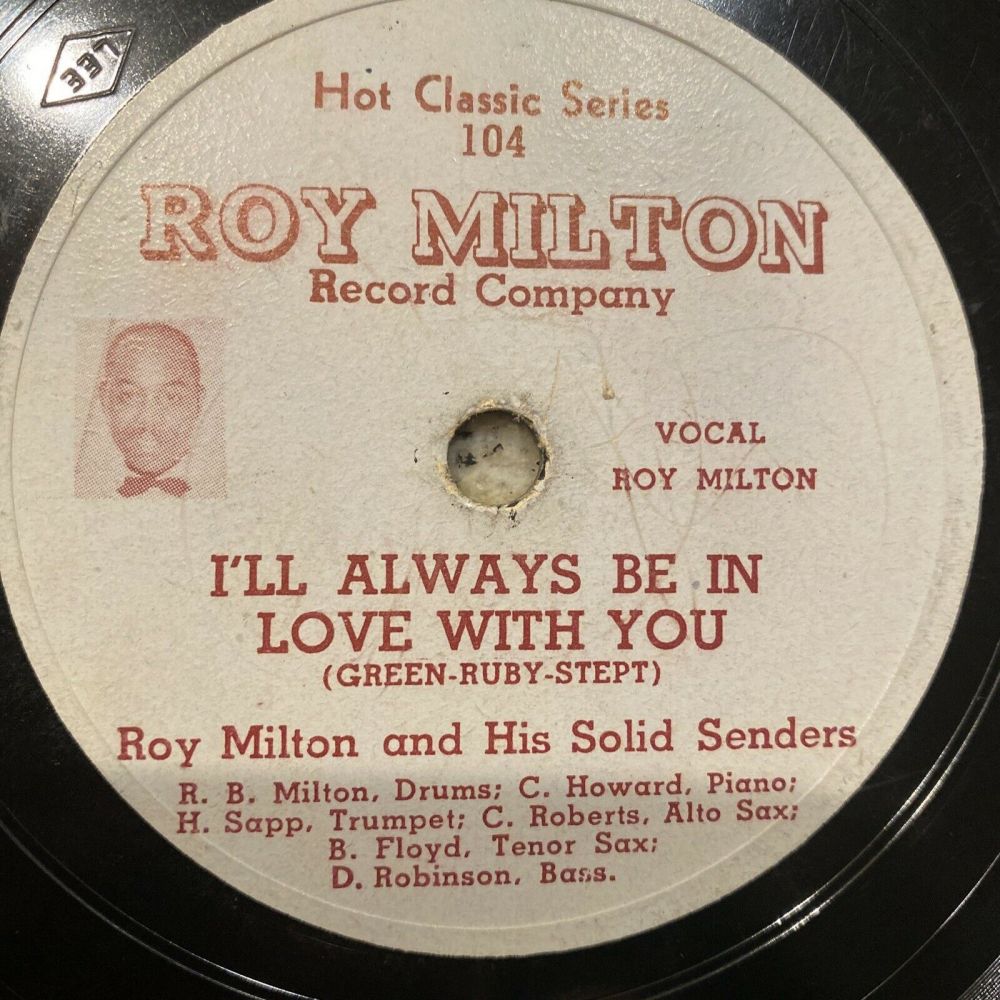 337
Hot Classic Series
104
ROY MILTON
Record Company
VOCAL
ROY MILTON
I'LL ALWAYS BE IN
LOVE WITH YOU
(GREEN-RUBY-STEPT)
Roy Milton and His Solid Senders
R. B. Milton, Drums; C. Howard, Piano;
H. Sapp, Trumpet; C. Roberts, Alto Sax;
B. Floyd, Tenor Sax;
D. Robinson, Bass.